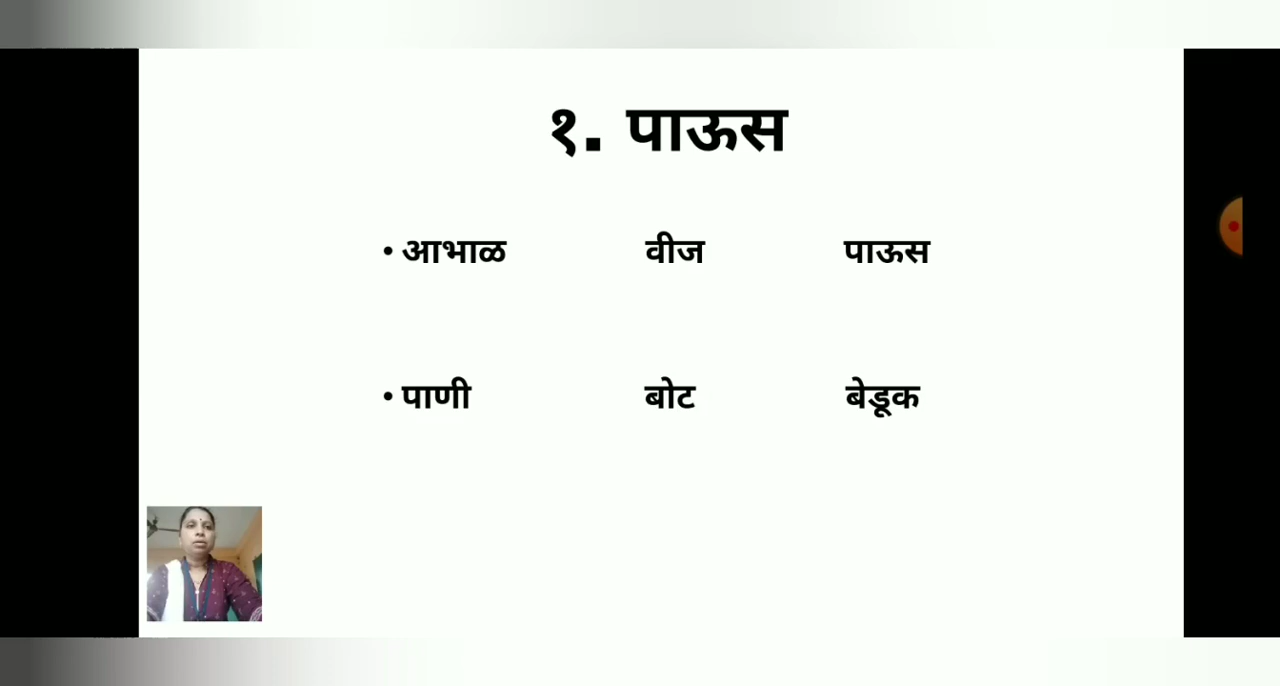 १. पाऊस
• आभाळ वीज पाऊस
• पाणी बोट बेडूक